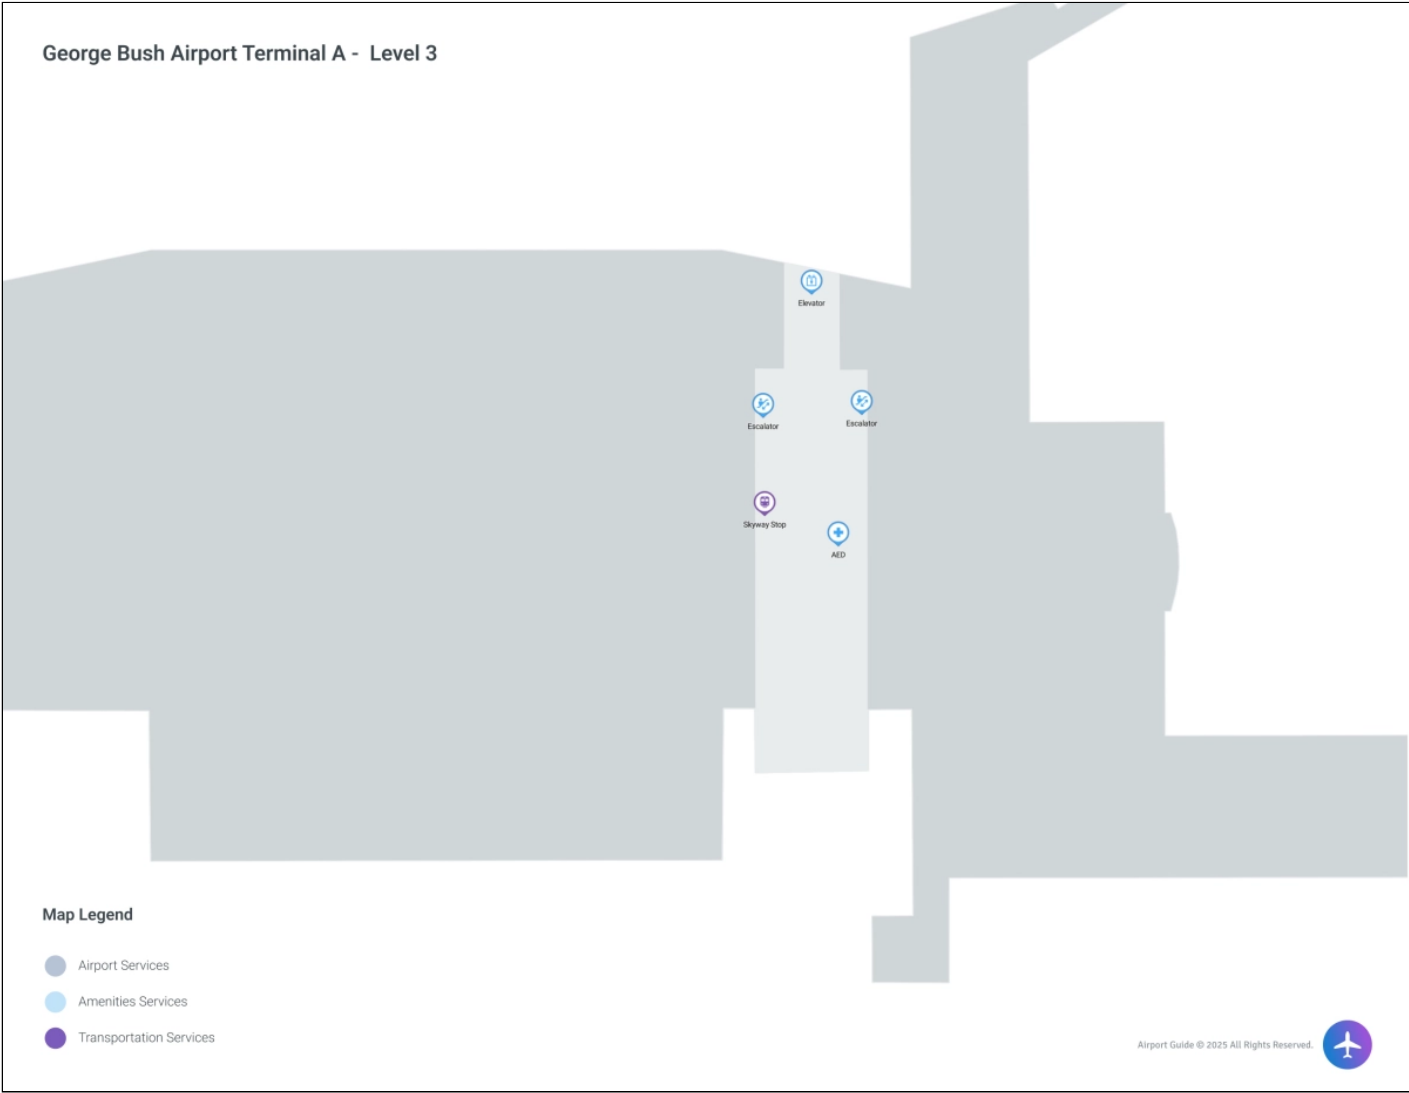 George Bush Airport Terminal A -  Level 3
Elevator
Escalator
Escalator
Skyway Stop
AED
Map Legend
Airport Services
Amenities Services
Transportation Services
Airport Guide © 2025 All Rights Reserved.